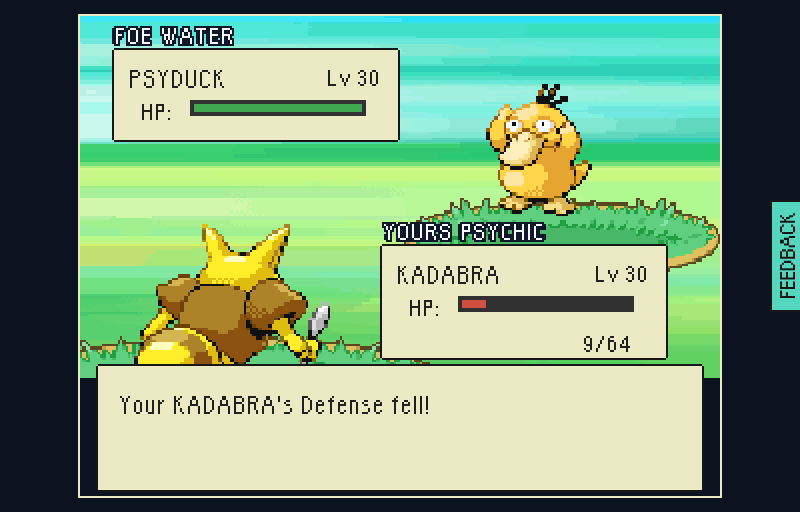 FOE WATER
PSYDUCK Lv 30
HP:
YOURS PSYCHIC
KADABRA Lv 30
HP:
9/64
Your KADABRA's Defense fell!
FEEDBACK